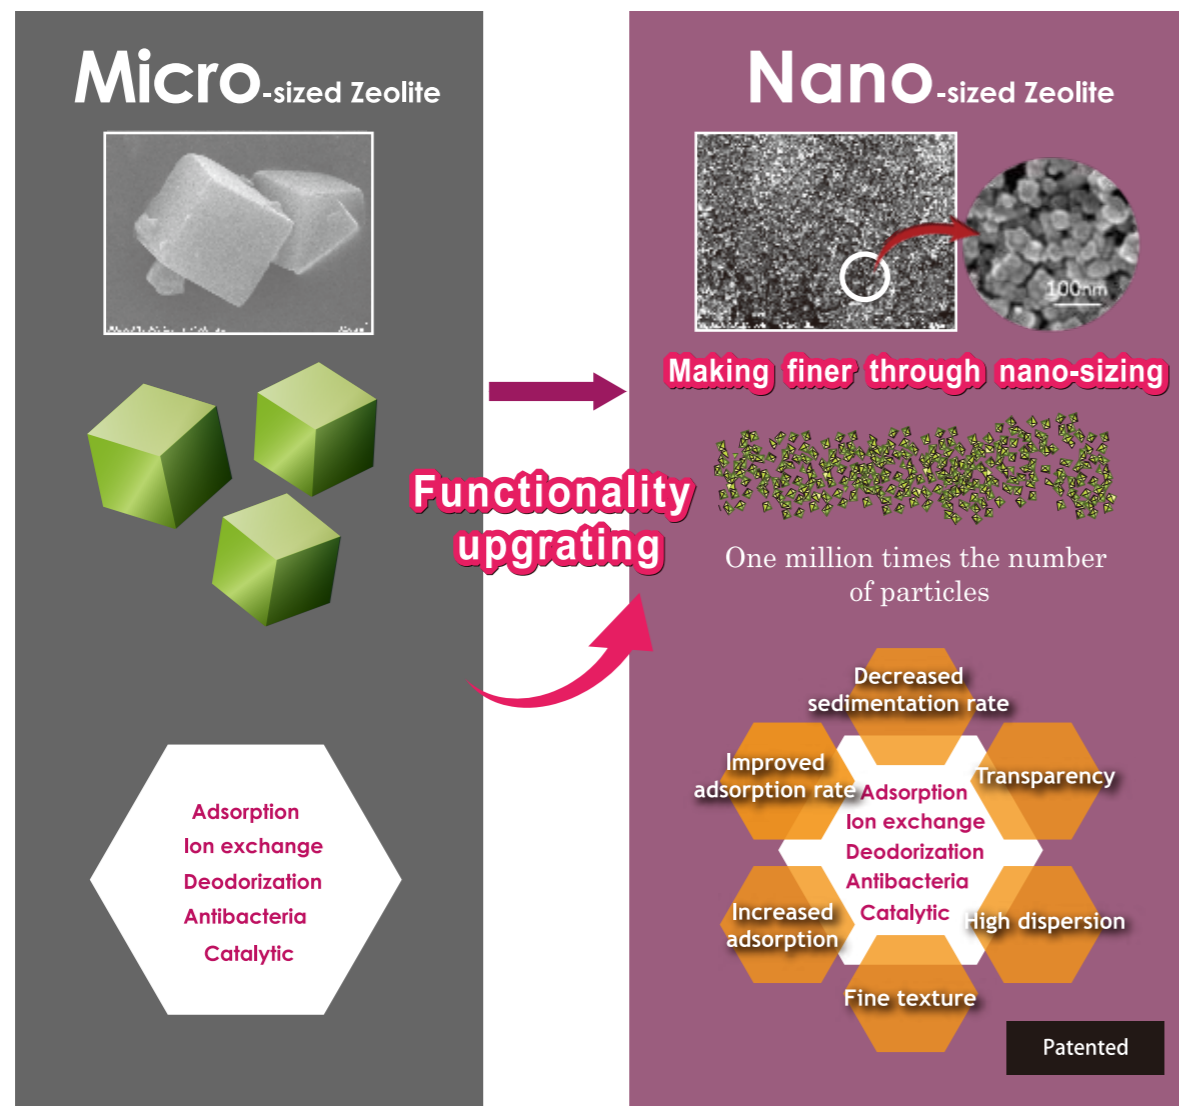 Micro-sized Zeolite
Functionality
upgrating
Adsorption
Ion exchange
Deodorization
Antibacteria
Catalytic
Nano-sized Zeolite
100nm
Making finer through nano-sizing
One million times the number
of particles
Decreased
sedimentation rate
Improved
adsorption rate
Transparency
Adsorption
Ion exchange
Deodorization
Antibacteria
Catalytic
Increased
adsorption
High dispersion
Fine texture
Patented